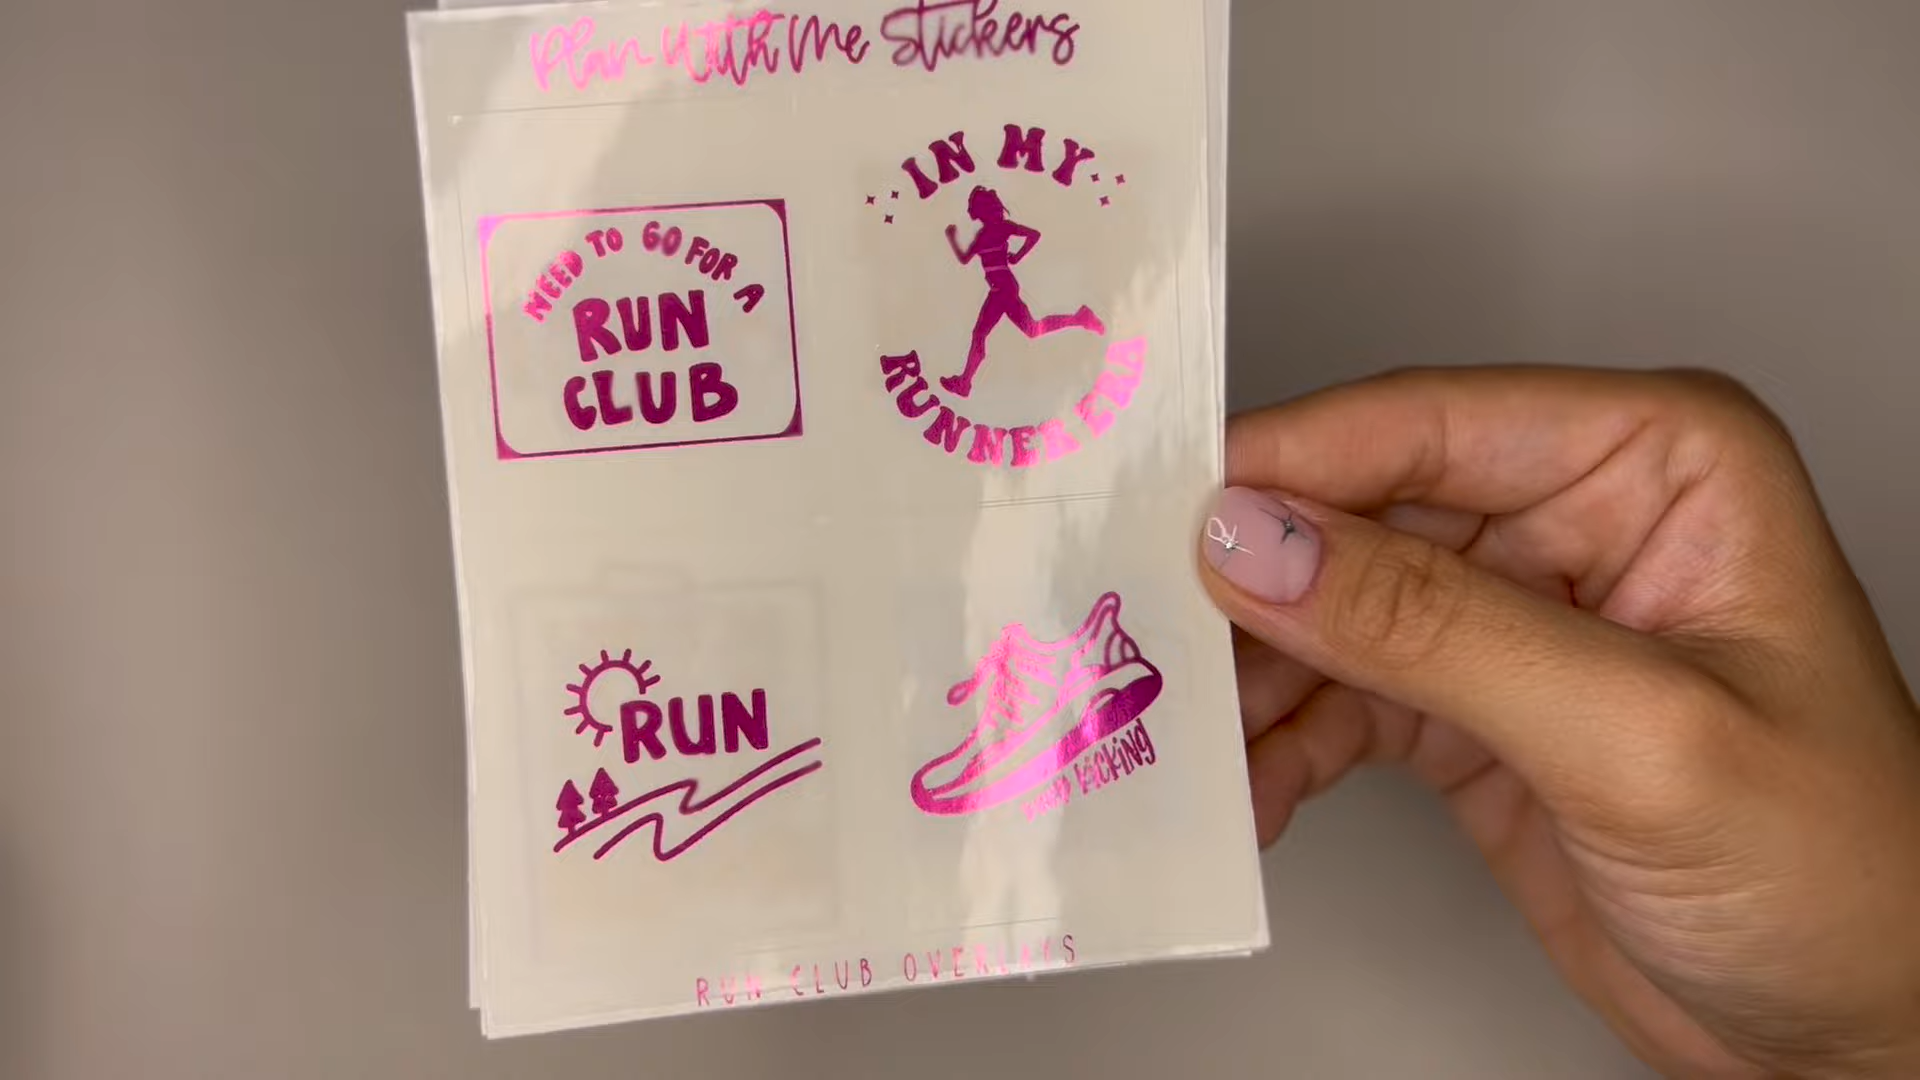 Plan With Me Stickers
NEED TO GO FOR A
RUN
CLUB
IN MY
RUNNER ERA
RUN
KICKING
RUN CLUB OVERLAYS